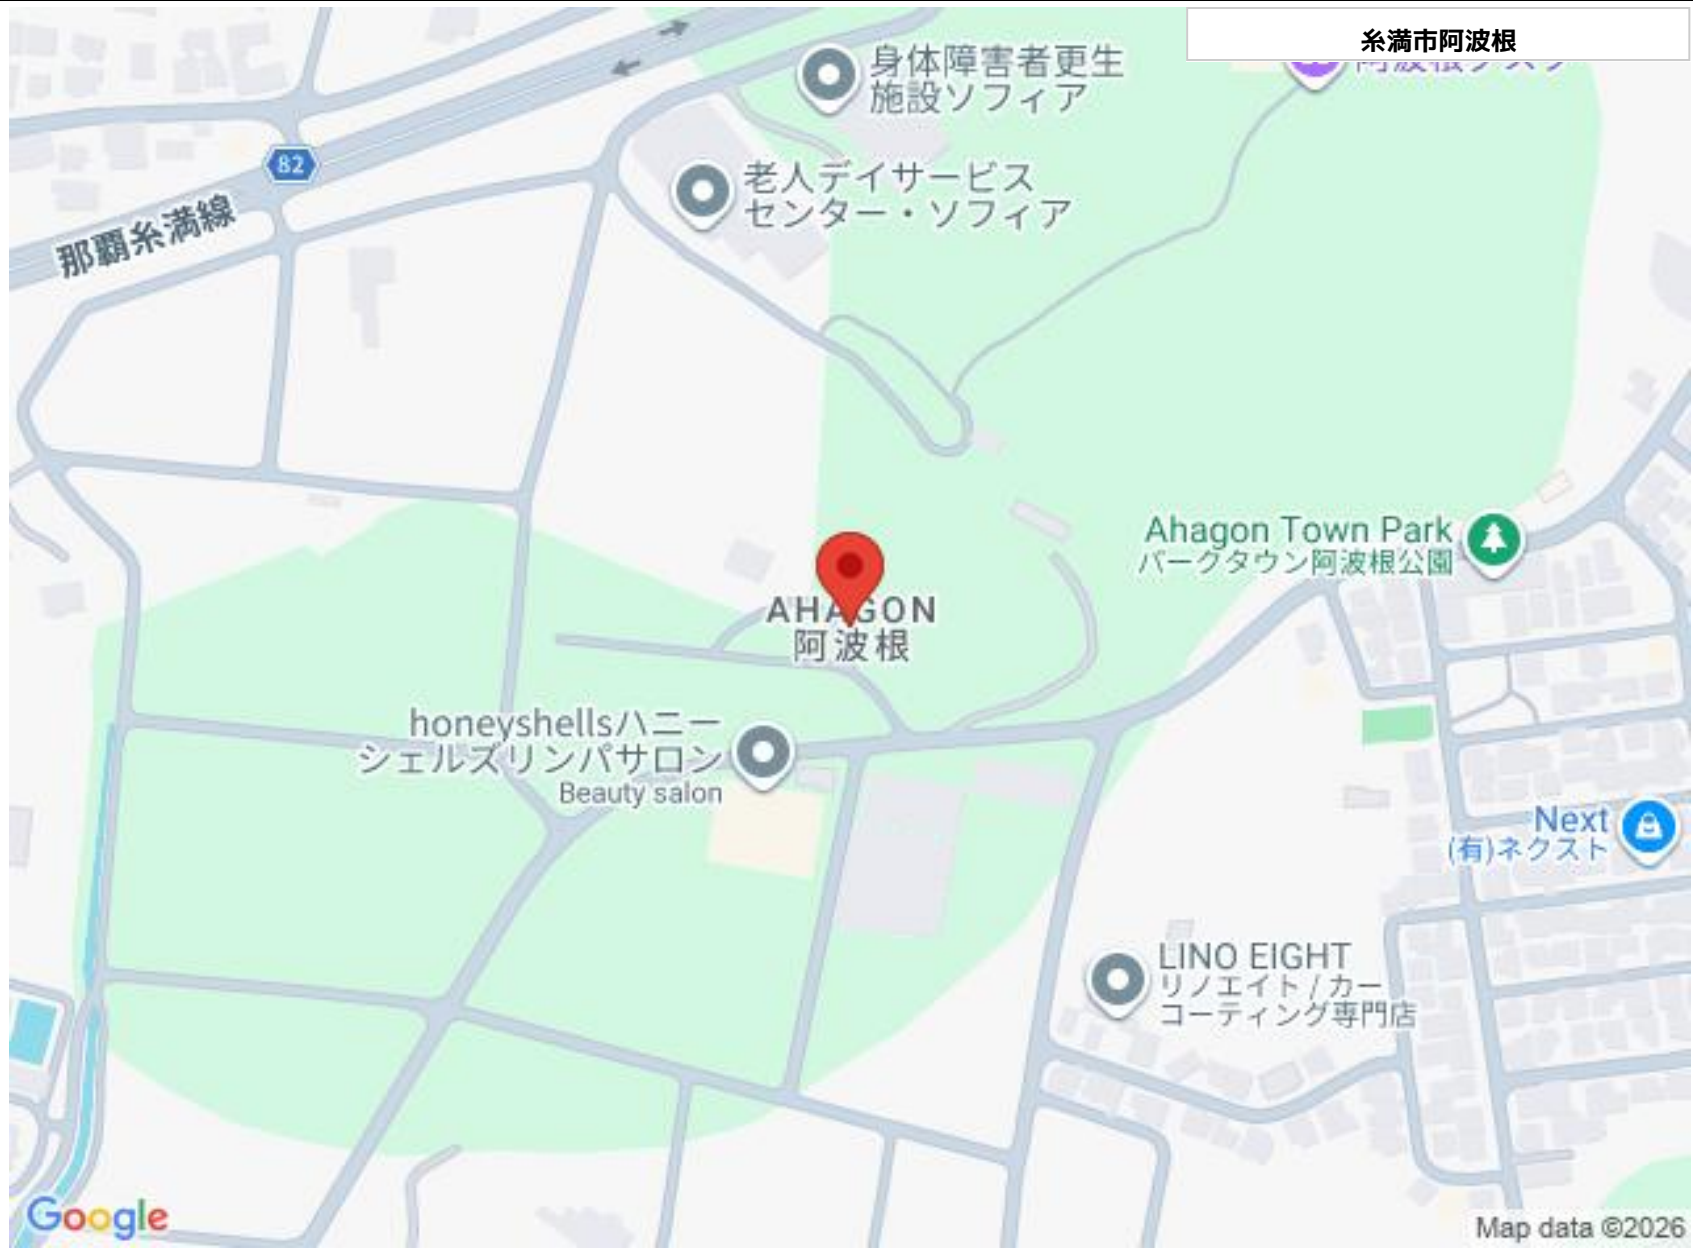 糸満市阿波根
身体障害者更生
施設ソフィア
82
老人デイサービス
センター・ソフィア
那覇糸満線
Ahagon Town Park
パークタウン阿波根公園
AHAGON
阿波根
honeyshellsハニー
シェルズリンパサロン
Beauty salon
Next
(有)ネクスト
LINO EIGHT
リノエイト / カー
コーティング専門店
Google
Map data ©2026